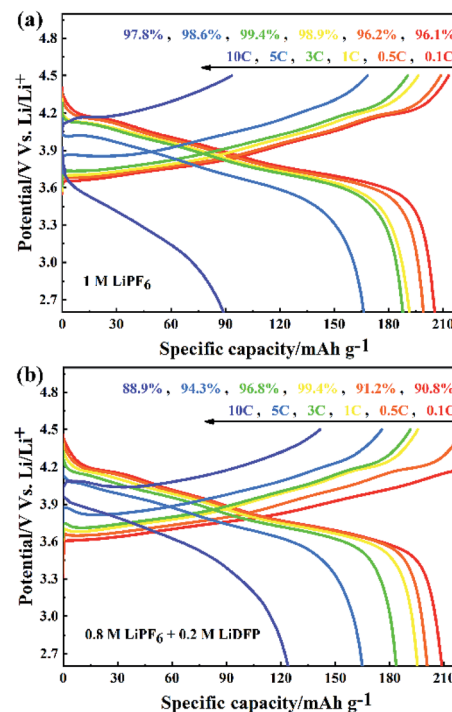 (a)
97.8%, 98.6%, 99.4%, 98.9%, 96.2%, 96.1%
10C, 5C, 3C, 1C, 0.5C, 0.1C
4.8
4.5
4.2
3.9
3.6
3.3
3.0
2.7
Potential/V Vs. Li/Li+
1 M LiPF6
0 30 60 90 120 150 180 210
Specific capacity/mAh g-1
(b)
88.9%, 94.3%, 96.8%, 99.4%, 91.2%, 90.8%
10C, 5C, 3C, 1C, 0.5C, 0.1C
4.8
4.5
4.2
3.9
3.6
3.3
3.0
2.7
Potential/V Vs. Li/Li+
0.8 M LiPF6 + 0.2 M LiDFP
0 30 60 90 120 150 180 210
Specific capacity/mAh g-1